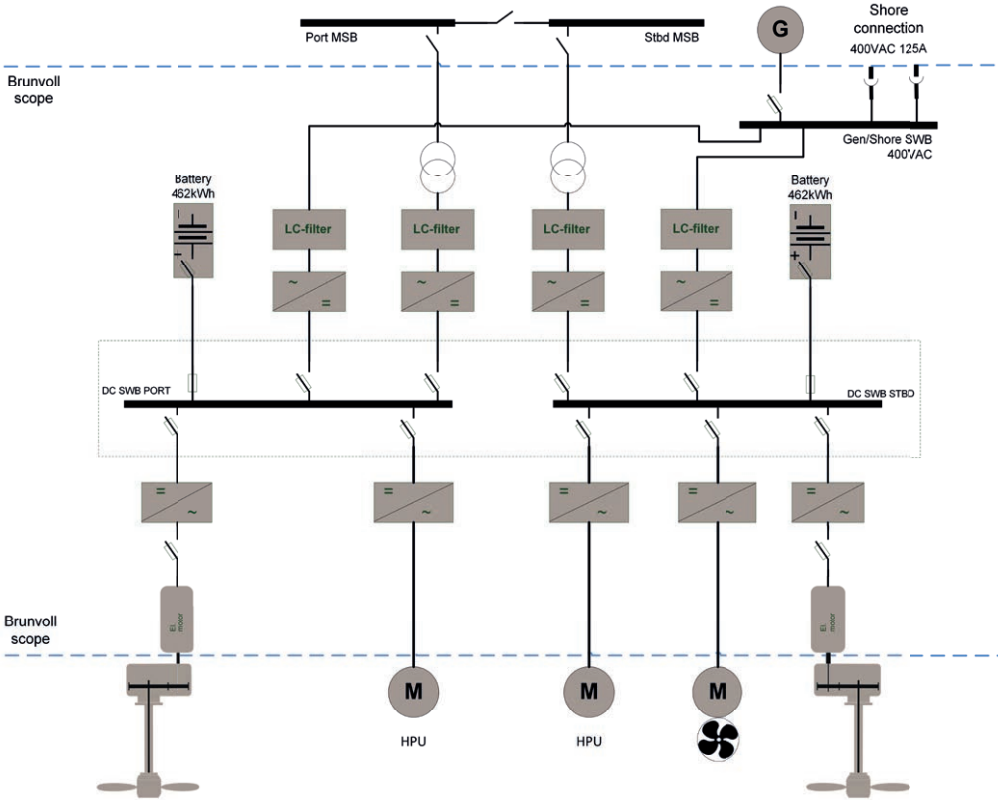 Port MSB
Stbd MSB
G
Shore
connection
400VAC 125A
Brunvoll
scope
Gen/Shore SWB
400VAC
Battery
462kWh
Battery
462kWh
LC-filter
LC-filter
LC-filter
LC-filter
~
=
~
=
~
=
~
=
DC SWB PORT
DC SWB STBD
=
~
=
~
=
~
=
~
=
~
El.
motor
El.
motor
Brunvoll
scope
M
M
M
HPU
HPU